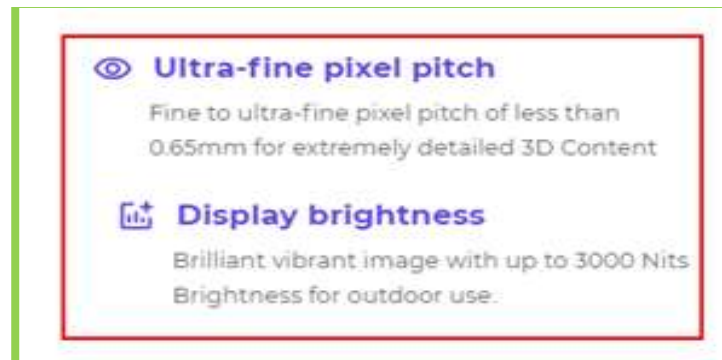 Ultra-fine pixel pitch
Fine to ultra-fine pixel pitch of less than
0.65mm for extremely detailed 3D Content
Display brightness
Brilliant vibrant image with up to 3000 Nits
Brightness for outdoor use.